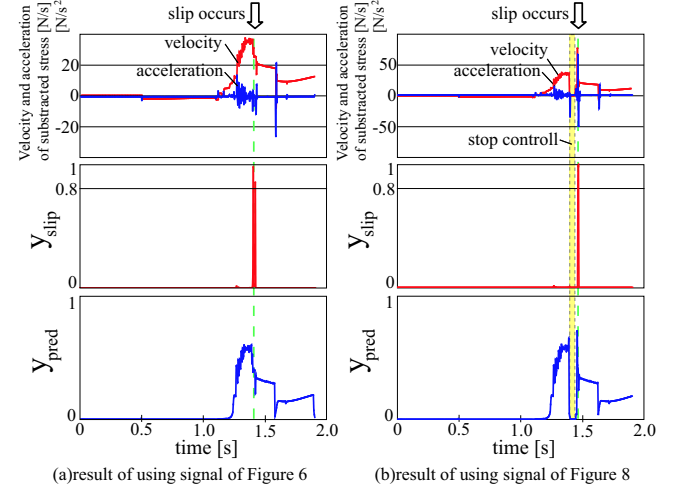 slip occurs
slip occurs
Velocity and acceleration
of substracted stress [N/s]
N/s²]
velocity
acceleration
20
0
-20
Velocity and acceleration
of substracted stress [N/s]
N/s²]
velocity
acceleration
50
0
-50
stop controll
1
0.8
0
y_slip
1
0.8
0
y_slip
1
0
y_pred
0
0.5
1.0
1.5
2.0
time [s]
1
0
y_pred
0
0.5
1.0
1.5
2.0
time [s]
(a)result of using signal of Figure 6
(b)result of using signal of Figure 8